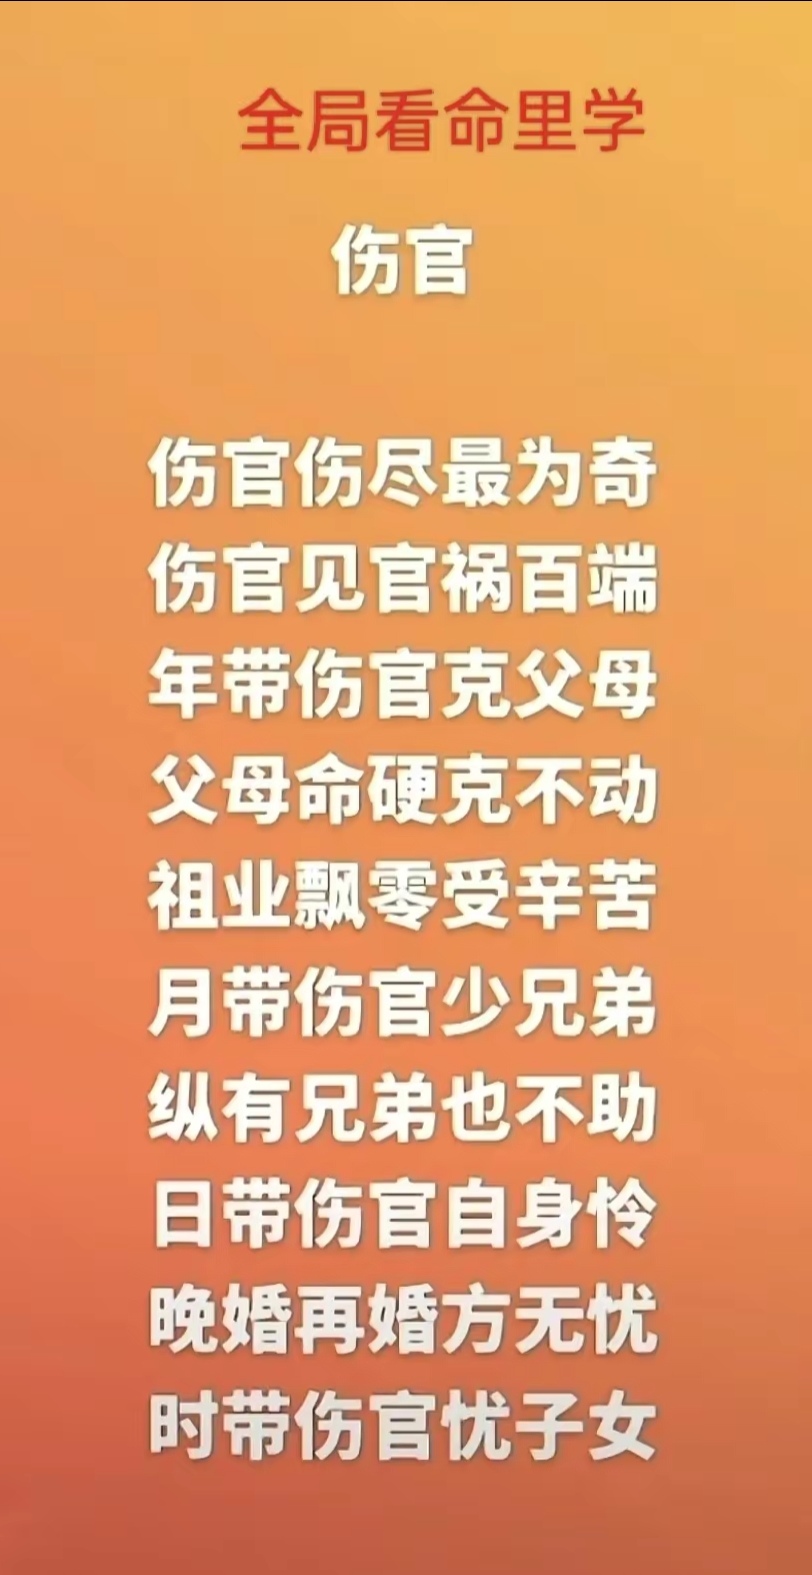 全局看命里学
伤官
伤官伤尽最为奇
伤官见官祸百端
年带伤官克父母
父母命硬克不动
祖业飘零受辛苦
月带伤官少兄弟
纵有兄弟也不助
日带伤官自身怜
晚婚再婚方无忧
时带伤官忧子女